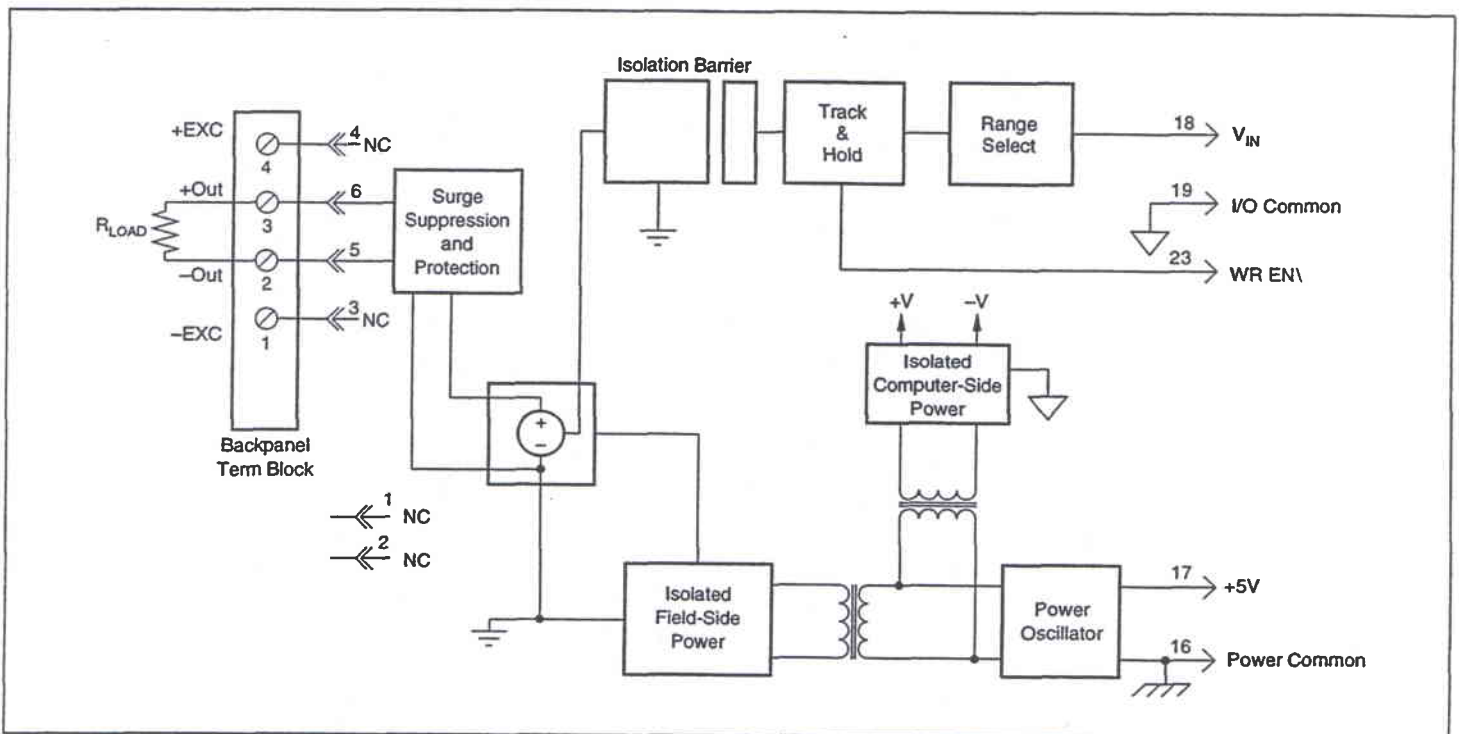 Isolation Barrier
+EXC
4
4
NC
+Out
3
6
R_LOAD
–Out
2
5
–EXC
1
3
NC
Backpanel
Term Block
Surge
Suppression
and
Protection
Track
&
Hold
Range
Select
18
V_IN
19
I/O Common
23
WR EN\
+V
–V
Isolated
Computer-Side
Power
+
–
1
NC
2
NC
Isolated
Field-Side
Power
Power
Oscillator
17
+5V
16
Power Common